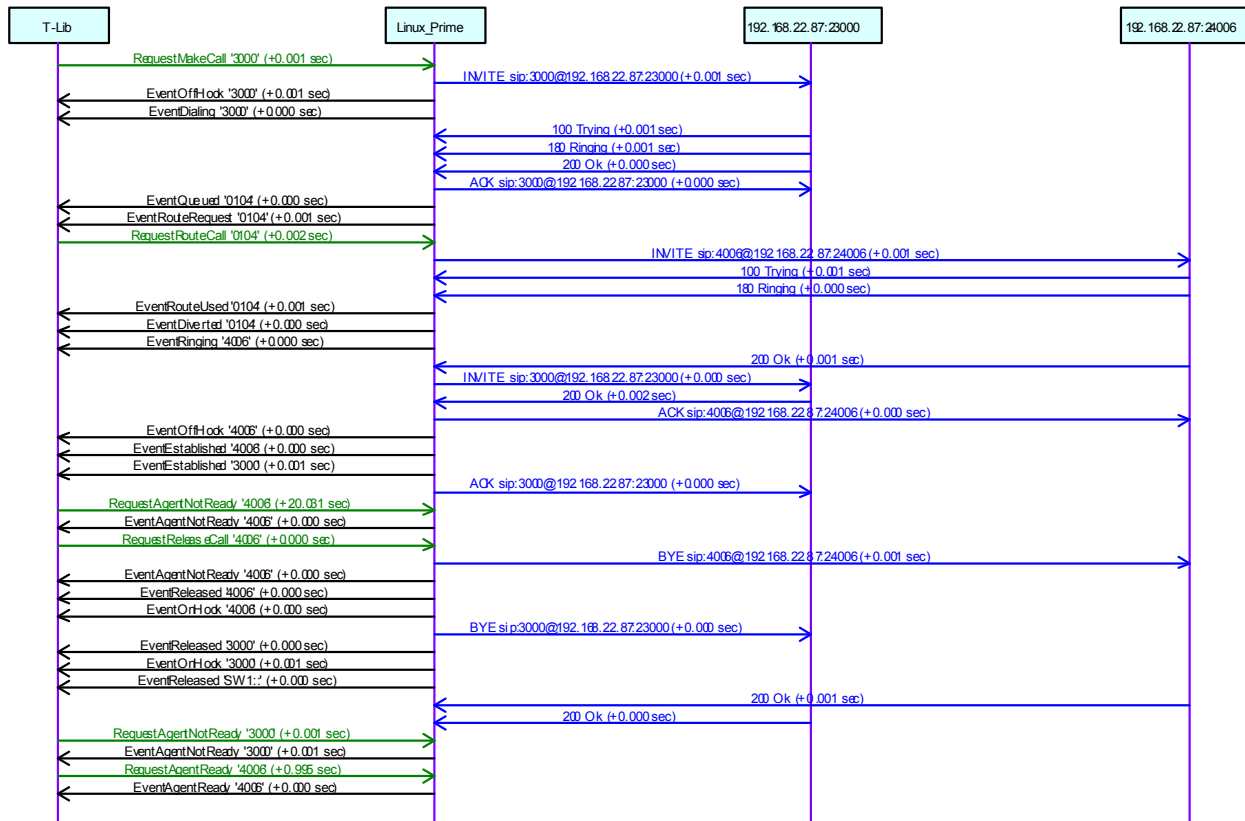 T-Lib
Linux_Prime
192.168.22.87:23000
192.168.22.87:24006
RequestMakeCall '3000' (+0.001 sec)
INVITE sip:3000@192.168.22.87:23000 (+0.001 sec)
EventOffHook '3000' (+0.001 sec)
EventDialing '3000' (+0.000 sec)
100 Trying (+0.001 sec)
180 Ringing (+0.001 sec)
200 Ok (+0.000 sec)
ACK sip:3000@192.168.22.87:23000 (+0.000 sec)
EventQueued '0104' (+0.000 sec)
EventRouteRequest '0104' (+0.001 sec)
RequestRouteCall '0104' (+0.002 sec)
INVITE sip:4006@192.168.22.87:24006 (+0.001 sec)
100 Trying (+0.001 sec)
180 Ringing (+0.000 sec)
EventRouteUsed '0104' (+0.001 sec)
EventDiverted '0104' (+0.000 sec)
EventRinging '4006' (+0.000 sec)
200 Ok (+0.001 sec)
INVITE sip:3000@192.168.22.87:23000 (+0.000 sec)
200 Ok (+0.002 sec)
ACK sip:4006@192.168.22.87:24006 (+0.000 sec)
EventOffHook '4006' (+0.000 sec)
EventEstablished '4006' (+0.000 sec)
EventEstablished '3000' (+0.001 sec)
ACK sip:3000@192.168.22.87:23000 (+0.000 sec)
RequestAgentNotReady '4006' (+20.031 sec)
EventAgentNotReady '4006' (+0.000 sec)
RequestReleaseCall '4006' (+0.000 sec)
BYE sip:4006@192.168.22.87:24006 (+0.001 sec)
EventAgentNotReady '4006' (+0.000 sec)
EventReleased '4006' (+0.000 sec)
EventOnHook '4006' (+0.000 sec)
BYE sip:3000@192.168.22.87:23000 (+0.000 sec)
EventReleased '3000' (+0.000 sec)
EventOnHook '3000' (+0.001 sec)
EventReleased 'SW1::' (+0.000 sec)
200 Ok (+0.001 sec)
200 Ok (+0.000 sec)
RequestAgentNotReady '3000' (+0.001 sec)
EventAgentNotReady '3000' (+0.001 sec)
RequestAgentReady '4006' (+0.995 sec)
EventAgentReady '4006' (+0.000 sec)